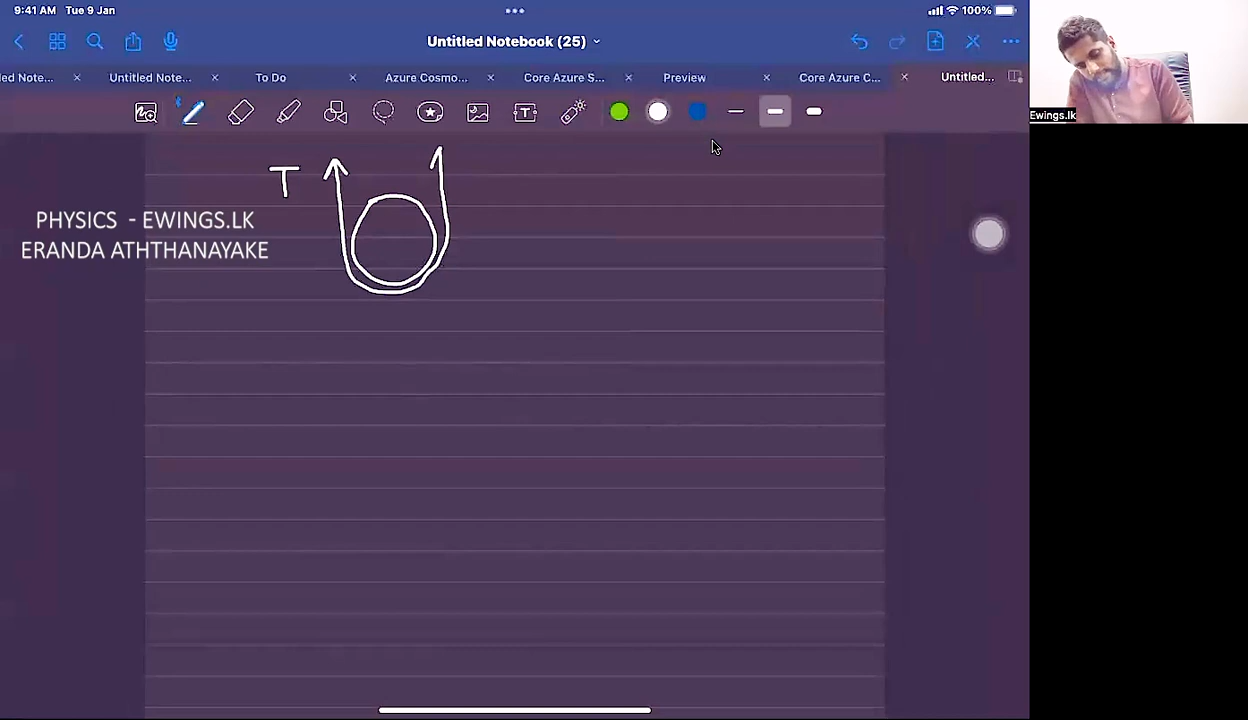 9:41 AM Tue 9 Jan
100%
Untitled Notebook (25)
led Note...
Untitled Note...
To Do
Azure Cosmo...
Core Azure S...
Preview
Core Azure C...
Untitled...
T
T
PHYSICS - EWINGS.LK
ERANDA ATHTHANAYAKE
Ewings.lk